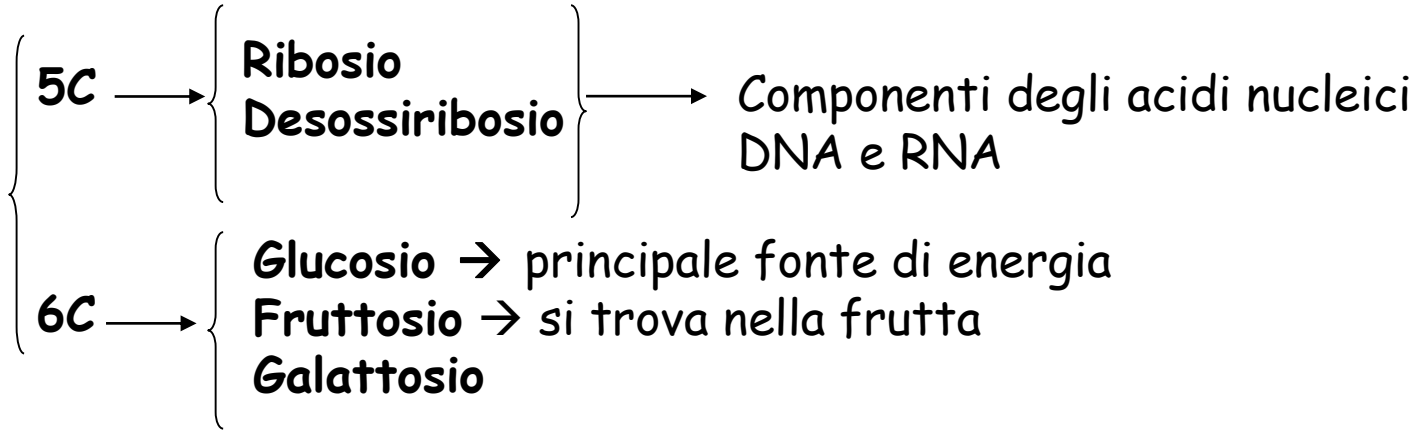 5C
Ribosio
Desossiribosio
Componenti degli acidi nucleici
DNA e RNA
6C
Glucosio → principale fonte di energia
Fruttosio → si trova nella frutta
Galattosio